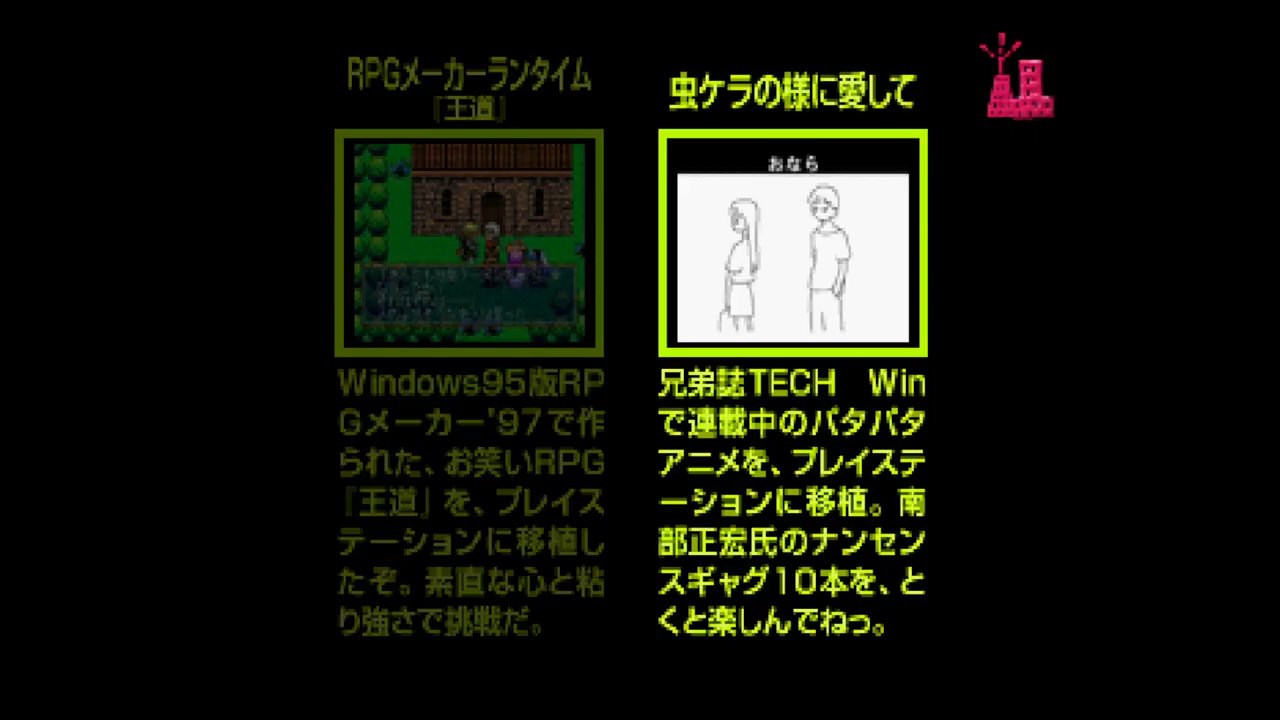 RPGメーカーランタイム
『王道』
Windows95版RP
Gメーカー'97で作
られた、お笑いRPG
『王道』を、プレイス
テーションに移植し
たぞ。素直な心と粘
り強さで挑戦だ。
虫ケラの様に愛して
おなら
兄弟誌TECH Win
で連載中のパタパタ
アニメを、プレイステ
ーションに移植。南
部正宏氏のナンセン
スギャグ10本を、と
くと楽しんでねっ。